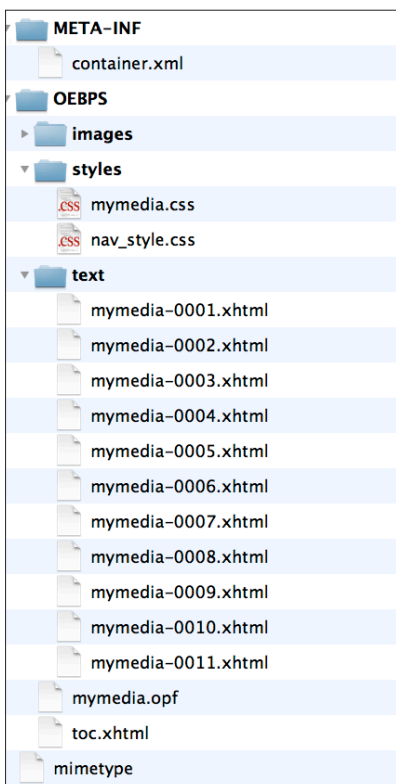 META-INF
container.xml
OEBPS
images
styles
.css mymedia.css
.css nav_style.css
text
mymedia-0001.xhtml
mymedia-0002.xhtml
mymedia-0003.xhtml
mymedia-0004.xhtml
mymedia-0005.xhtml
mymedia-0006.xhtml
mymedia-0007.xhtml
mymedia-0008.xhtml
mymedia-0009.xhtml
mymedia-0010.xhtml
mymedia-0011.xhtml
mymedia.opf
toc.xhtml
mimetype